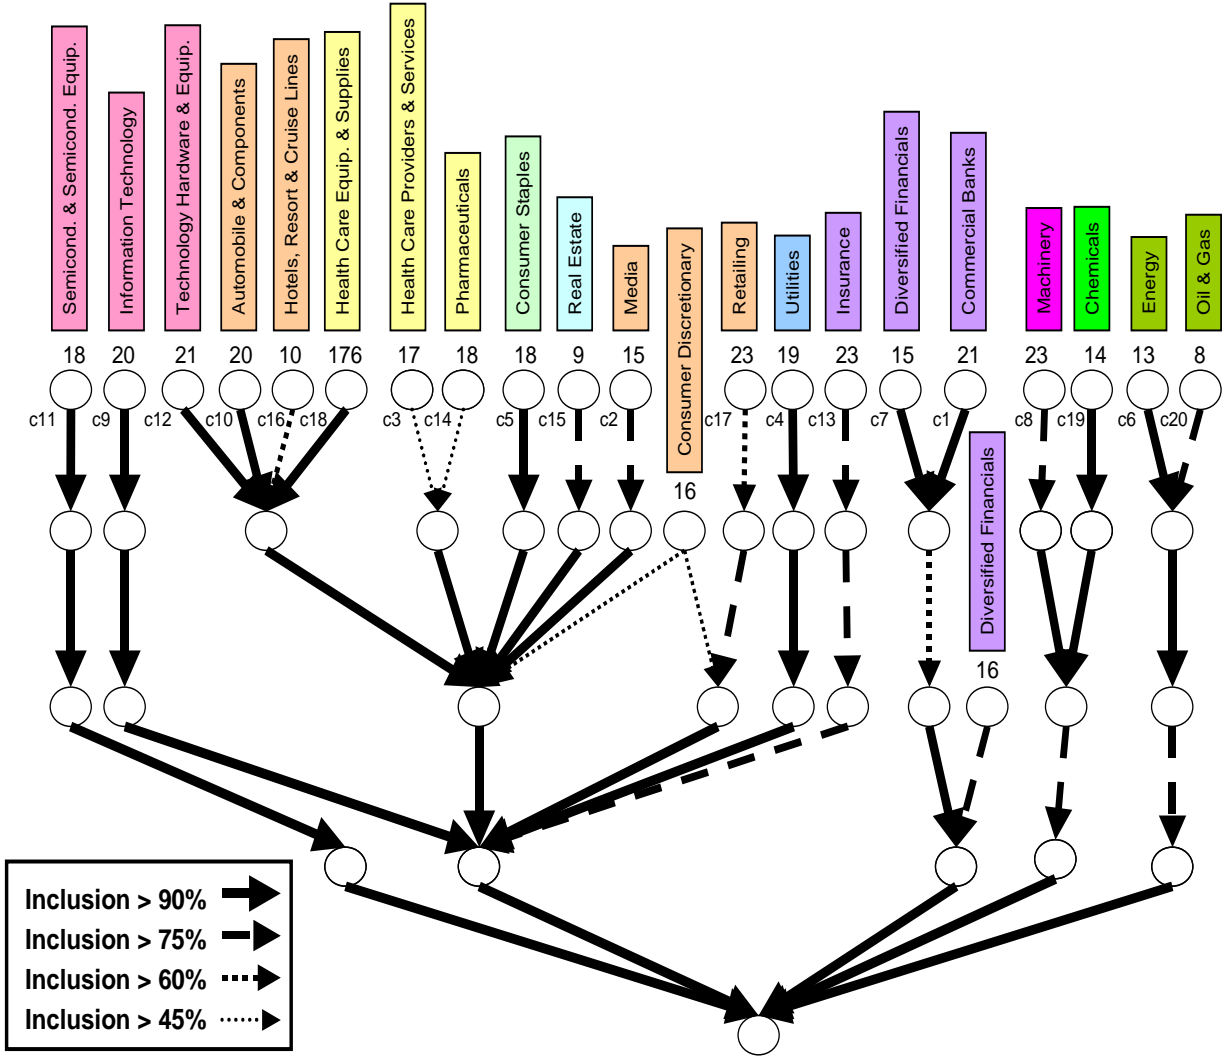 Semicond. & Semicond. Equip.
Information Technology
Technology Hardware & Equip.
Automobile & Components
Hotels, Resort & Cruise Lines
Health Care Equip. & Supplies
Health Care Providers & Services
Pharmaceuticals
Consumer Staples
Real Estate
Media
Consumer Discretionary
Retailing
Utilities
Insurance
Diversified Financials
Commercial Banks
Machinery
Chemicals
Energy
Oil & Gas
18 20 21 20 10 176 17 18 18 9 15 23 19 23 15 21 23 14 13 8
c11 c9 c12 c10 c16 c18 c3 c14 c5 c15 c2 c17 c4 c13 c7 c1 c8 c19 c6 c20
16
Diversified Financials
16
Inclusion > 90%
Inclusion > 75%
Inclusion > 60%
Inclusion > 45%